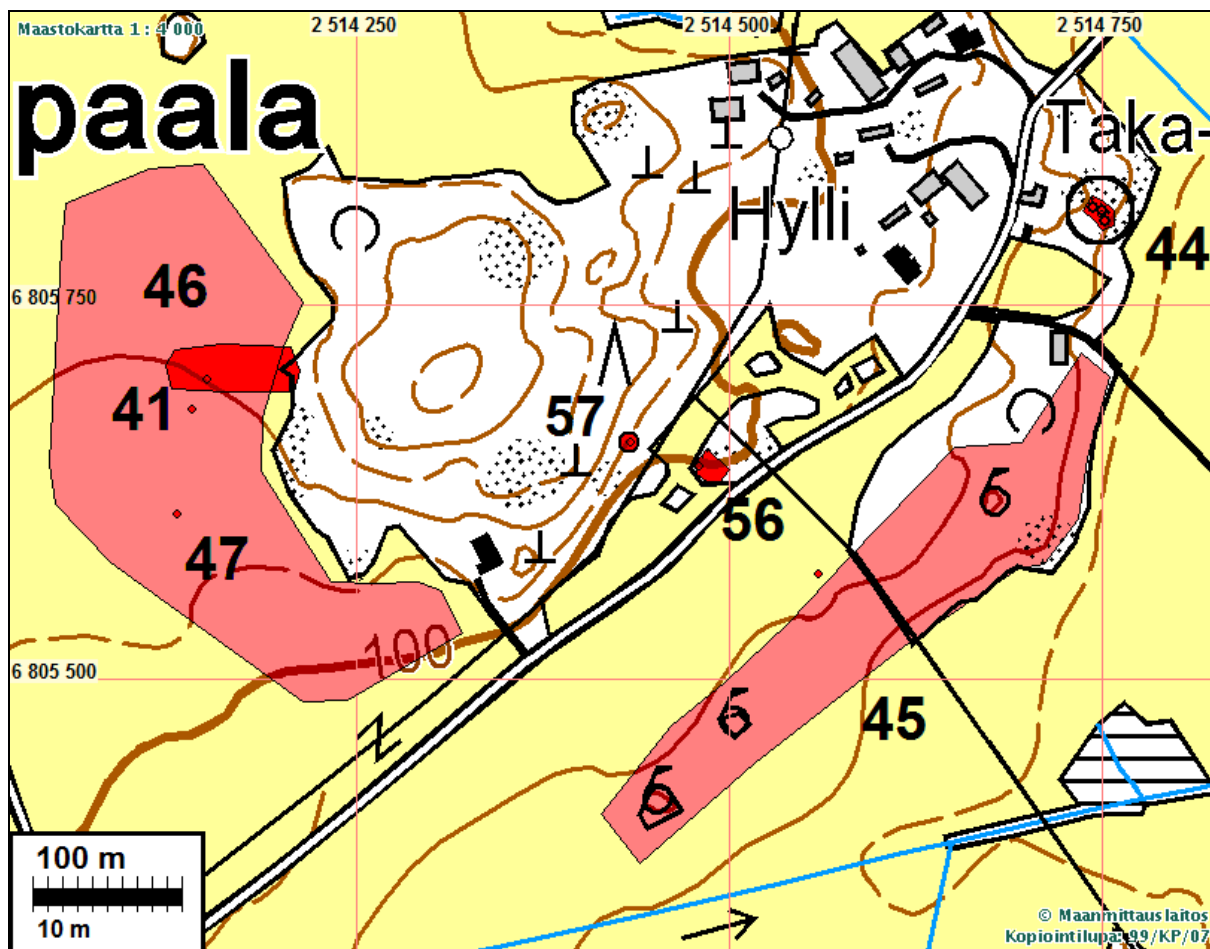 Maastokartta 1 : 4 000
2 514 250
2 514 500
2 514 750
paala
Taka-
Hylli
44
46
6 805 750
41
57
56
47
100
6 805 500
45
100 m
10 m
© Maanmittauslaitos
Kopiointilupa: 99/KP/07